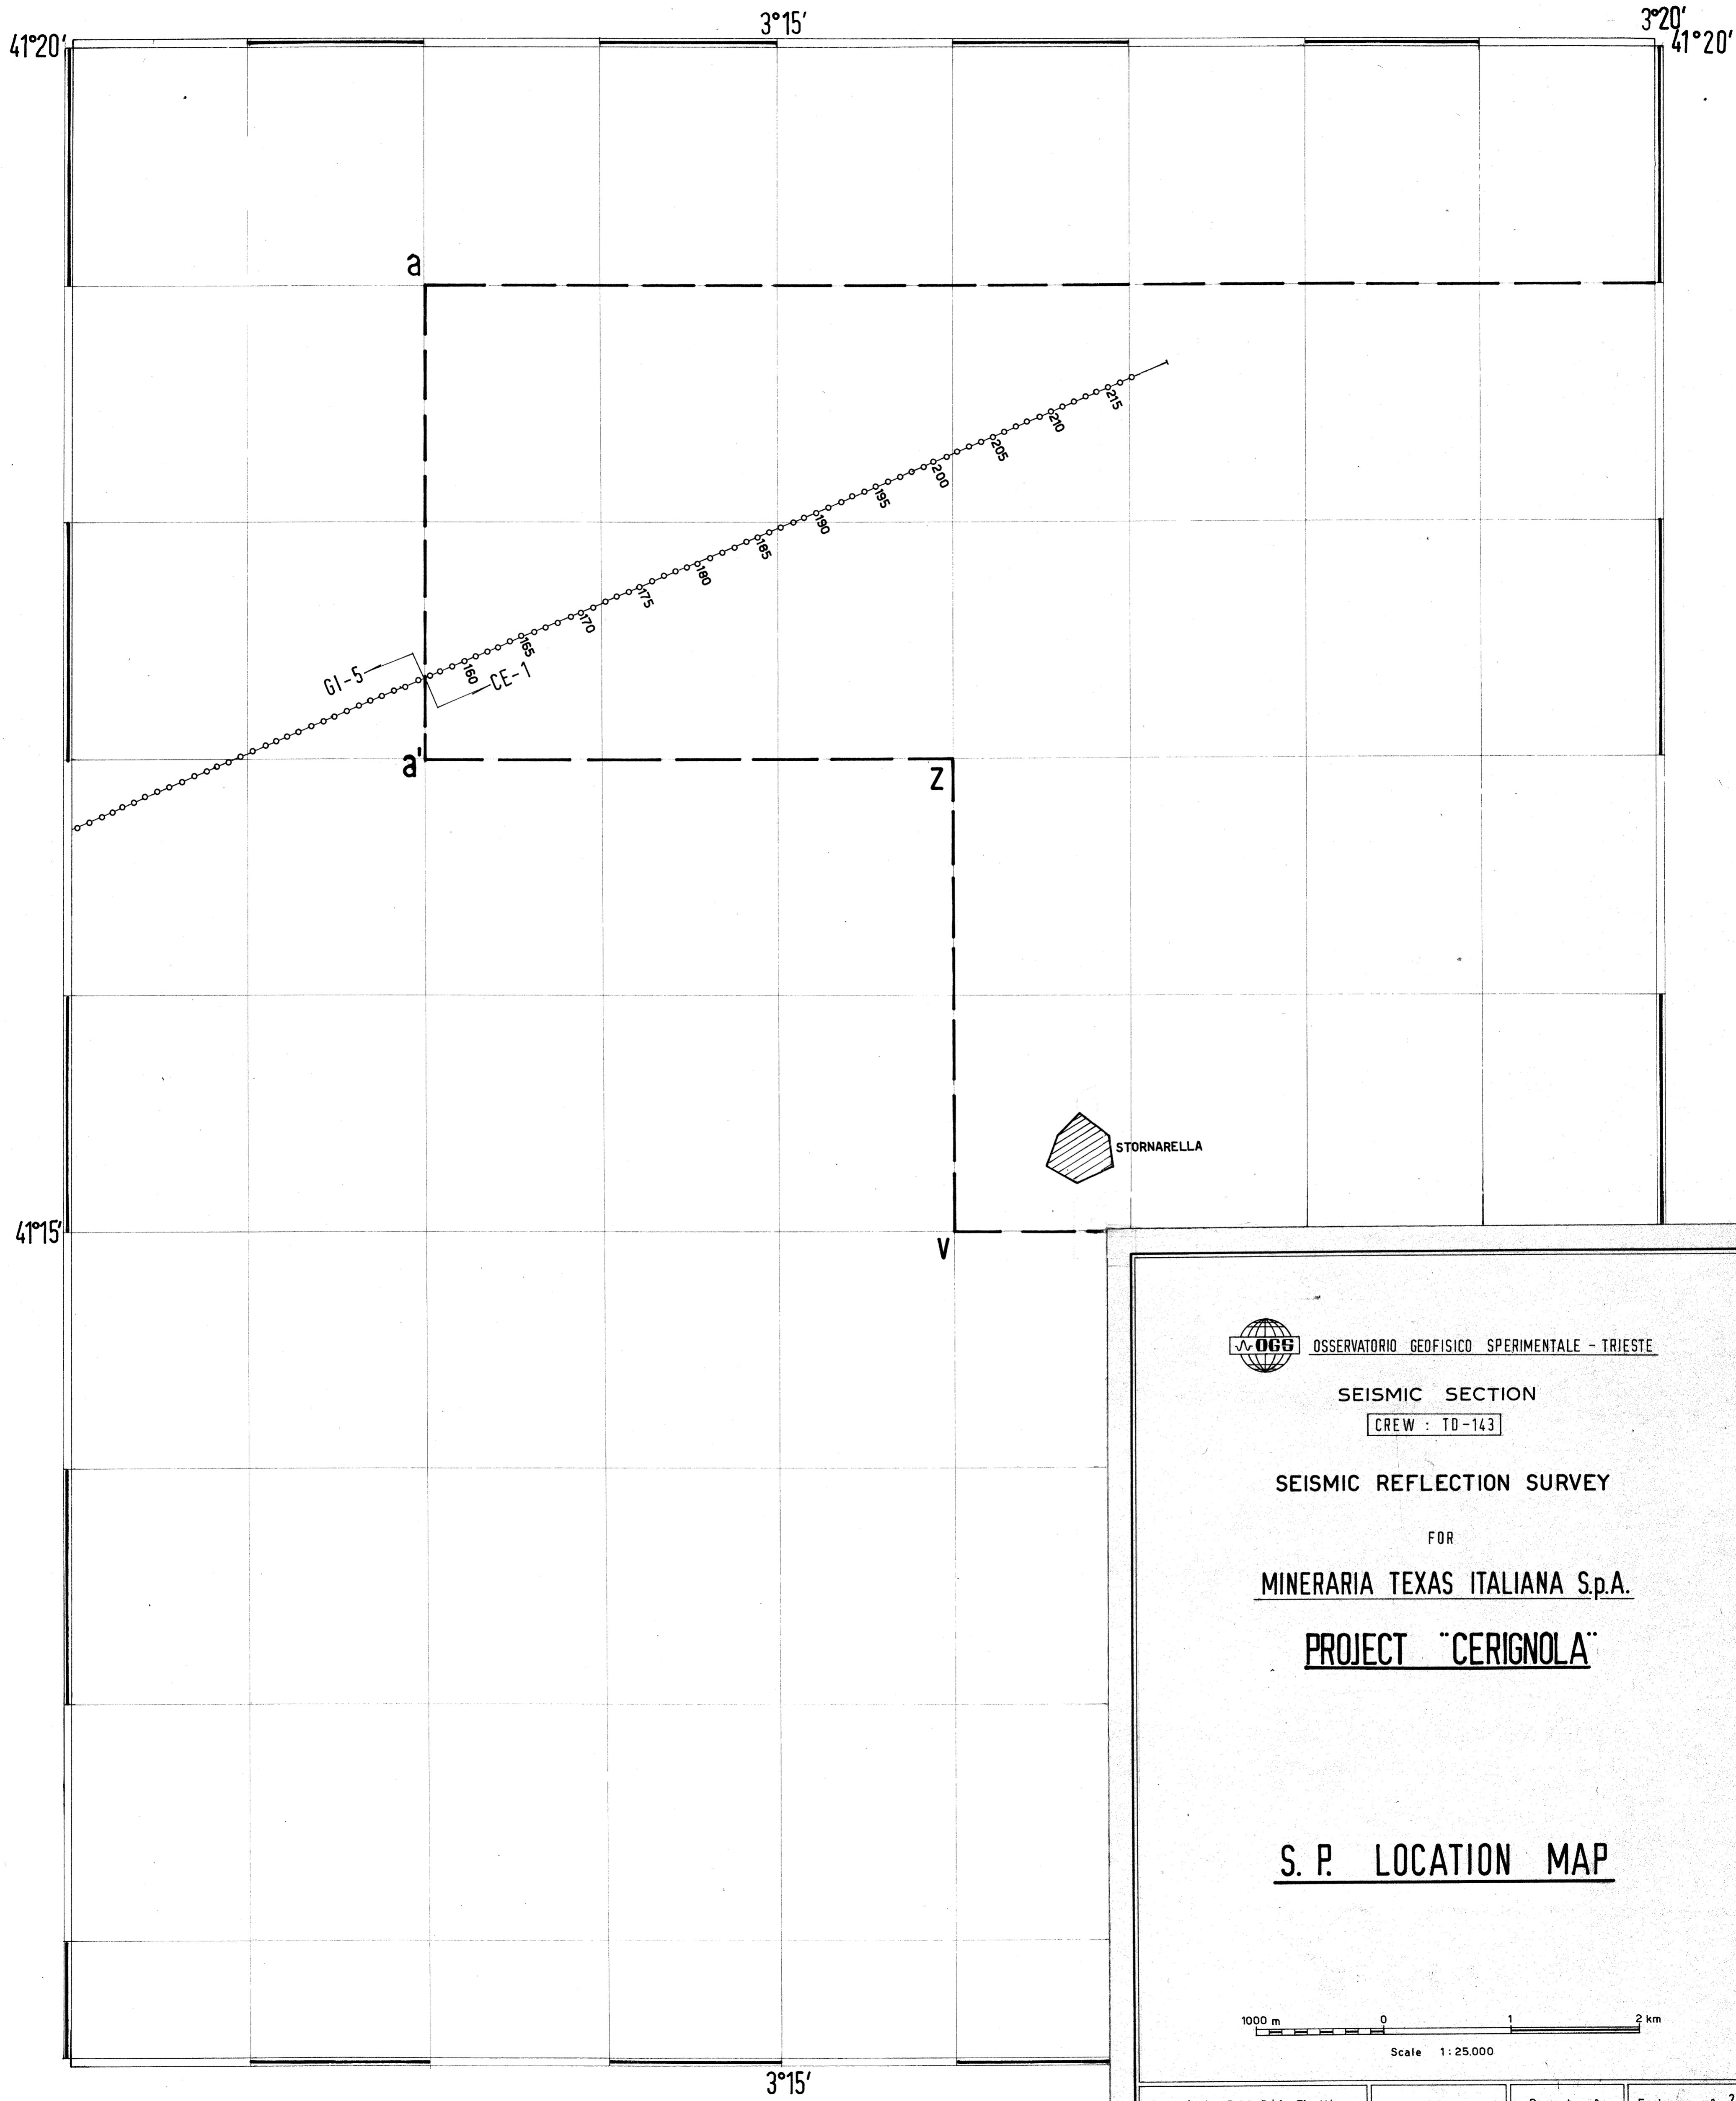 3°15'
3°20'
41°20'
41°20'
a
215
210
205
200
195
190
185
180
175
170
165
160
GI-5
CE-1
a'
Z
STORNARELLA
41°15'
V
OGS
OSSERVATORIO GEOFISICO SPERIMENTALE - TRIESTE
SEISMIC SECTION
CREW : TD-143
SEISMIC REFLECTION SURVEY
FOR
MINERARIA TEXAS ITALIANA S.p.A.
PROJECT "CERIGNOLA"
S. P. LOCATION MAP
1000 m 0 1 2 km
Scale 1:25.000
3°15'